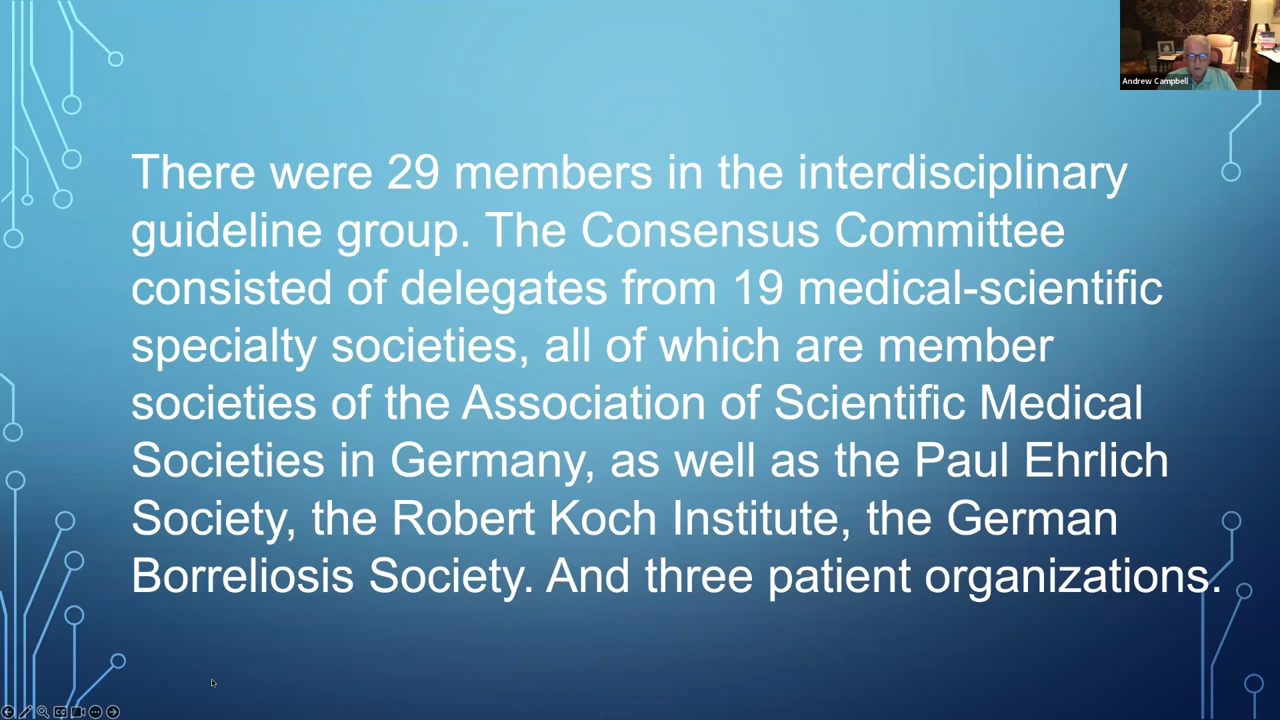 Andrew Campbell
There were 29 members in the interdisciplinary
guideline group. The Consensus Committee
consisted of delegates from 19 medical-scientific
specialty societies, all of which are member
societies of the Association of Scientific Medical
Societies in Germany, as well as the Paul Ehrlich
Society, the Robert Koch Institute, the German
Borreliosis Society. And three patient organizations.